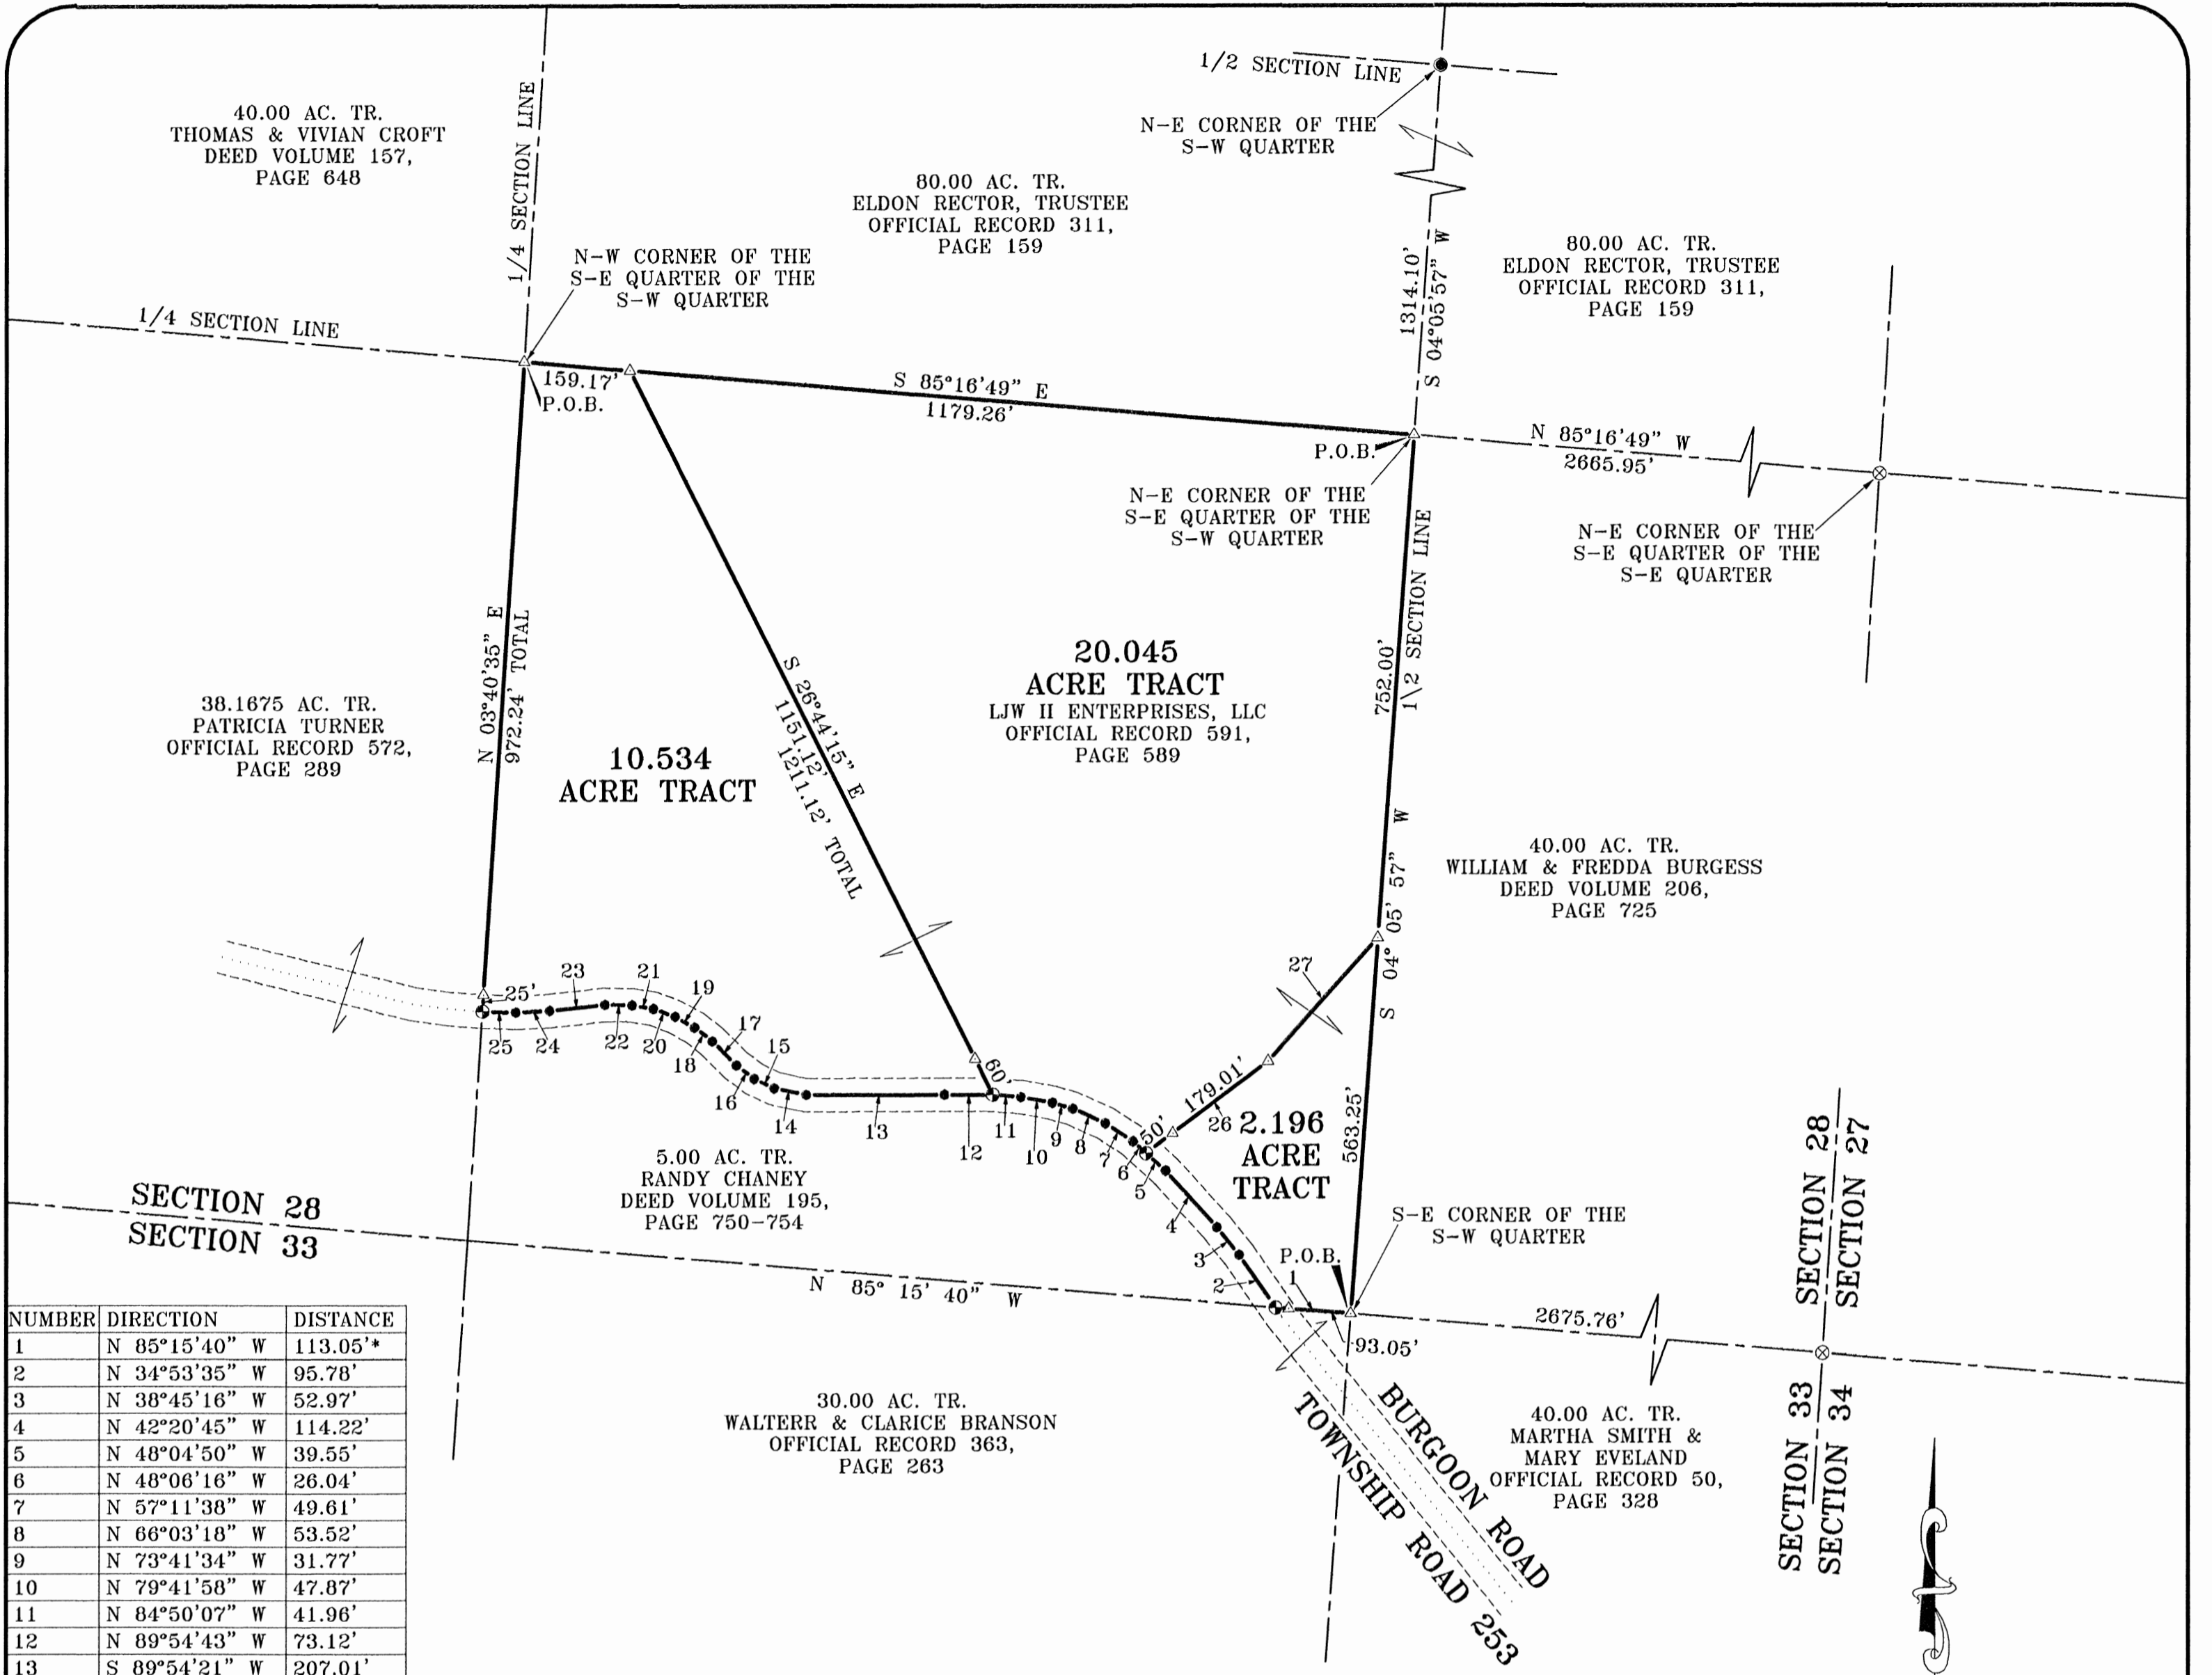 1/2 SECTION LINE
N-E CORNER OF THE
S-W QUARTER
40.00 AC. TR.
THOMAS & VIVIAN CROFT
DEED VOLUME 157,
PAGE 648
1/4 SECTION LINE
80.00 AC. TR.
ELDON RECTOR, TRUSTEE
OFFICIAL RECORD 311,
PAGE 159
1314.10'
S 04°05'57" W
80.00 AC. TR.
ELDON RECTOR, TRUSTEE
OFFICIAL RECORD 311,
PAGE 159
N-W CORNER OF THE
S-E QUARTER OF THE
S-W QUARTER
1/4 SECTION LINE
159.17'
P.O.B.
S 85°16'49" E
1179.26'
P.O.B.
N 85°16'49" W
2665.95'
N-E CORNER OF THE
S-E QUARTER OF THE
S-W QUARTER
N-E CORNER OF THE
S-E QUARTER OF THE
S-E QUARTER
N 03°40'35" E
972.24' TOTAL
S 26°44'15" E
1151.12'
1211.12' TOTAL
20.045
ACRE TRACT
LJW II ENTERPRISES, LLC
OFFICIAL RECORD 591,
PAGE 589
752.00'
1\2 SECTION LINE
S 04° 05' 57" W
38.1675 AC. TR.
PATRICIA TURNER
OFFICIAL RECORD 572,
PAGE 289
10.534
ACRE TRACT
40.00 AC. TR.
WILLIAM & FREDDA BURGESS
DEED VOLUME 206,
PAGE 725
25'
25
24
23
22
21
20
19
18
17
16
15
14
13
12
60'
11
10
9
8
7
6
50'
5
4
3
2
1
179.01'
26
27
2.196
ACRE
TRACT
563.25'
5.00 AC. TR.
RANDY CHANEY
DEED VOLUME 195,
PAGE 750-754
SECTION 28
SECTION 33
N 85° 15' 40" W
P.O.B.
S-E CORNER OF THE
S-W QUARTER
93.05'
2675.76'
SECTION 28
SECTION 27
SECTION 33
SECTION 34
30.00 AC. TR.
WALTERR & CLARICE BRANSON
OFFICIAL RECORD 363,
PAGE 263
40.00 AC. TR.
MARTHA SMITH &
MARY EVELAND
OFFICIAL RECORD 50,
PAGE 328
BURGOON ROAD
TOWNSHIP ROAD 253
NUMBER DIRECTION DISTANCE
1 N 85°15'40" W 113.05'*
2 N 34°53'35" W 95.78'
3 N 38°45'16" W 52.97'
4 N 42°20'45" W 114.22'
5 N 48°04'50" W 39.55'
6 N 48°06'16" W 26.04'
7 N 57°11'38" W 49.61'
8 N 66°03'18" W 53.52'
9 N 73°41'34" W 31.77'
10 N 79°41'58" W 47.87'
11 N 84°50'07" W 41.96'
12 N 89°54'43" W 73.12'
13 S 89°54'21" W 207.01'